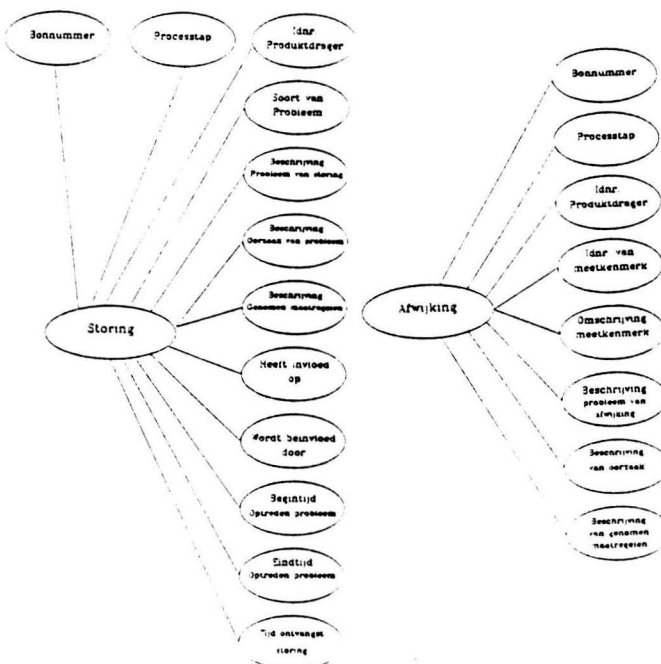 Bonnummer
Processtap
Idnr.
Produktdrager
Soort van
Probleem
Beschrijving
Probleem van storing
Beschrijving
Oorzaak van probleem
Beschrijving
Genomen maatregelen
Storing
Heeft invloed
op
Wordt beinvloed
door
Begintijd
Optreden probleem
Eindtijd
Optreden probleem
Tijd ontvangst
storing
Bonnummer
Processtap
Idnr.
Produktdrager
Idnr. van
meetkenmerk
Afwijking
Omschrijving
meetkenmerk
Beschrijving
probleem van
afwijking
Beschrijving
van oorzaak
Beschrijving
van genomen
maatregelen